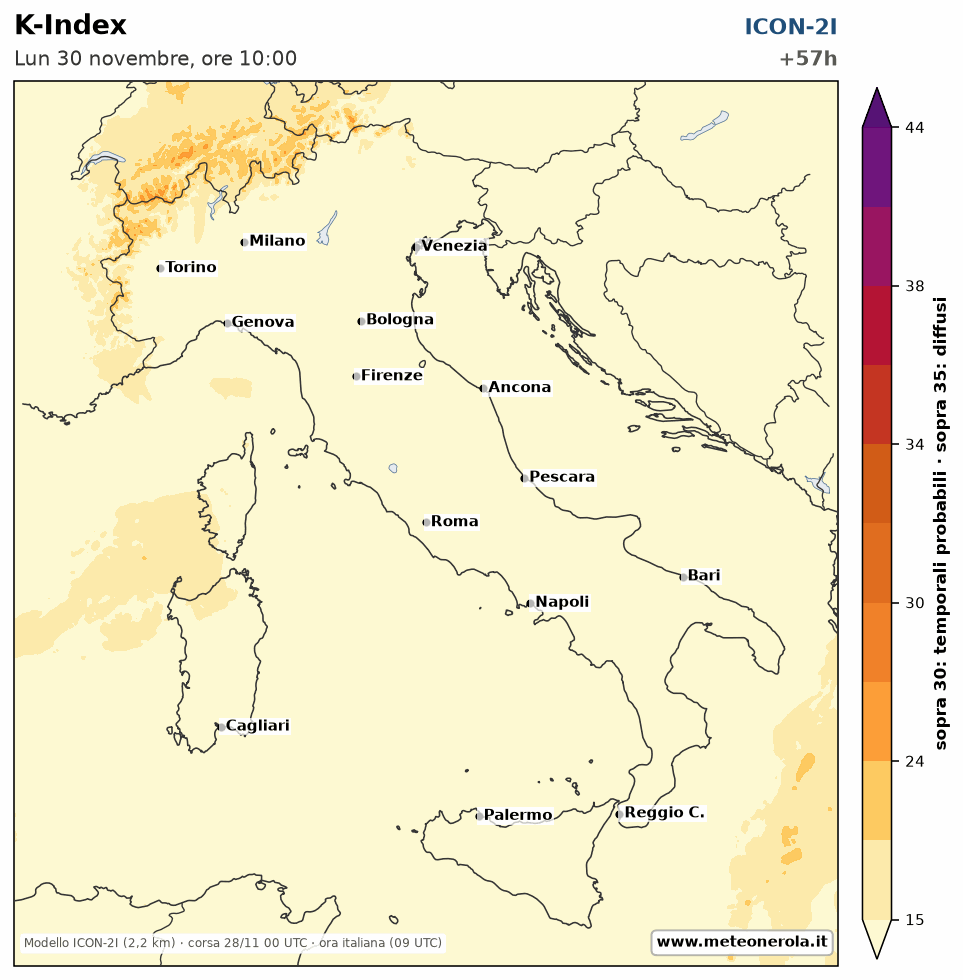 K-Index
ICON-2I
Lun 30 novembre, ore 10:00
+57h
Milano
Venezia
Torino
Genova
Bologna
Firenze
Ancona
Pescara
Roma
Bari
Napoli
Cagliari
Palermo
Reggio C.
44
38
34
30
24
15
sopra 30: temporali probabili · sopra 35: diffusi
Modello ICON-2I (2,2 km) · corsa 28/11 00 UTC · ora italiana (09 UTC)
www.meteonerola.it